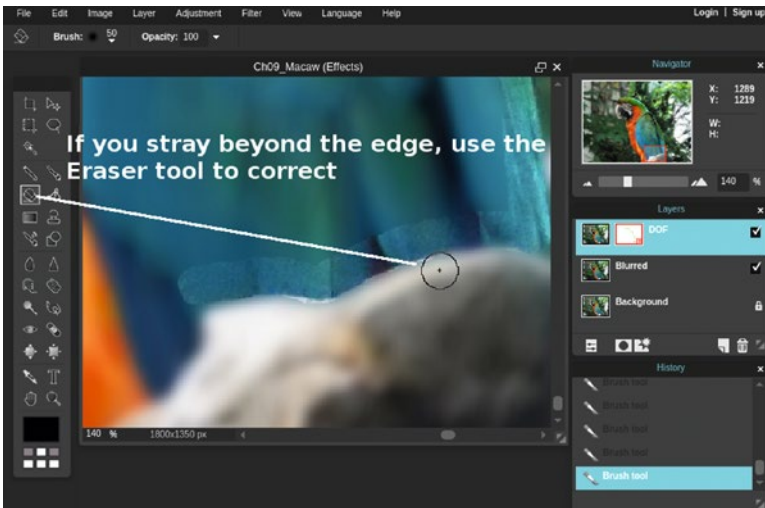 File Edit Image Layer Adjustment Filter View Language Help Login | Sign up
Brush: 50 Opacity: 100
Ch09_Macaw (Effects)
Navigator
X: 1289
Y: 1219
W:
H:
If you stray beyond the edge, use the
Eraser tool to correct
140 %
Layers
DOF
Blurred
Background
History
Brush tool
Brush tool
Brush tool
Brush tool
Brush tool
140 % 1800x1350 px